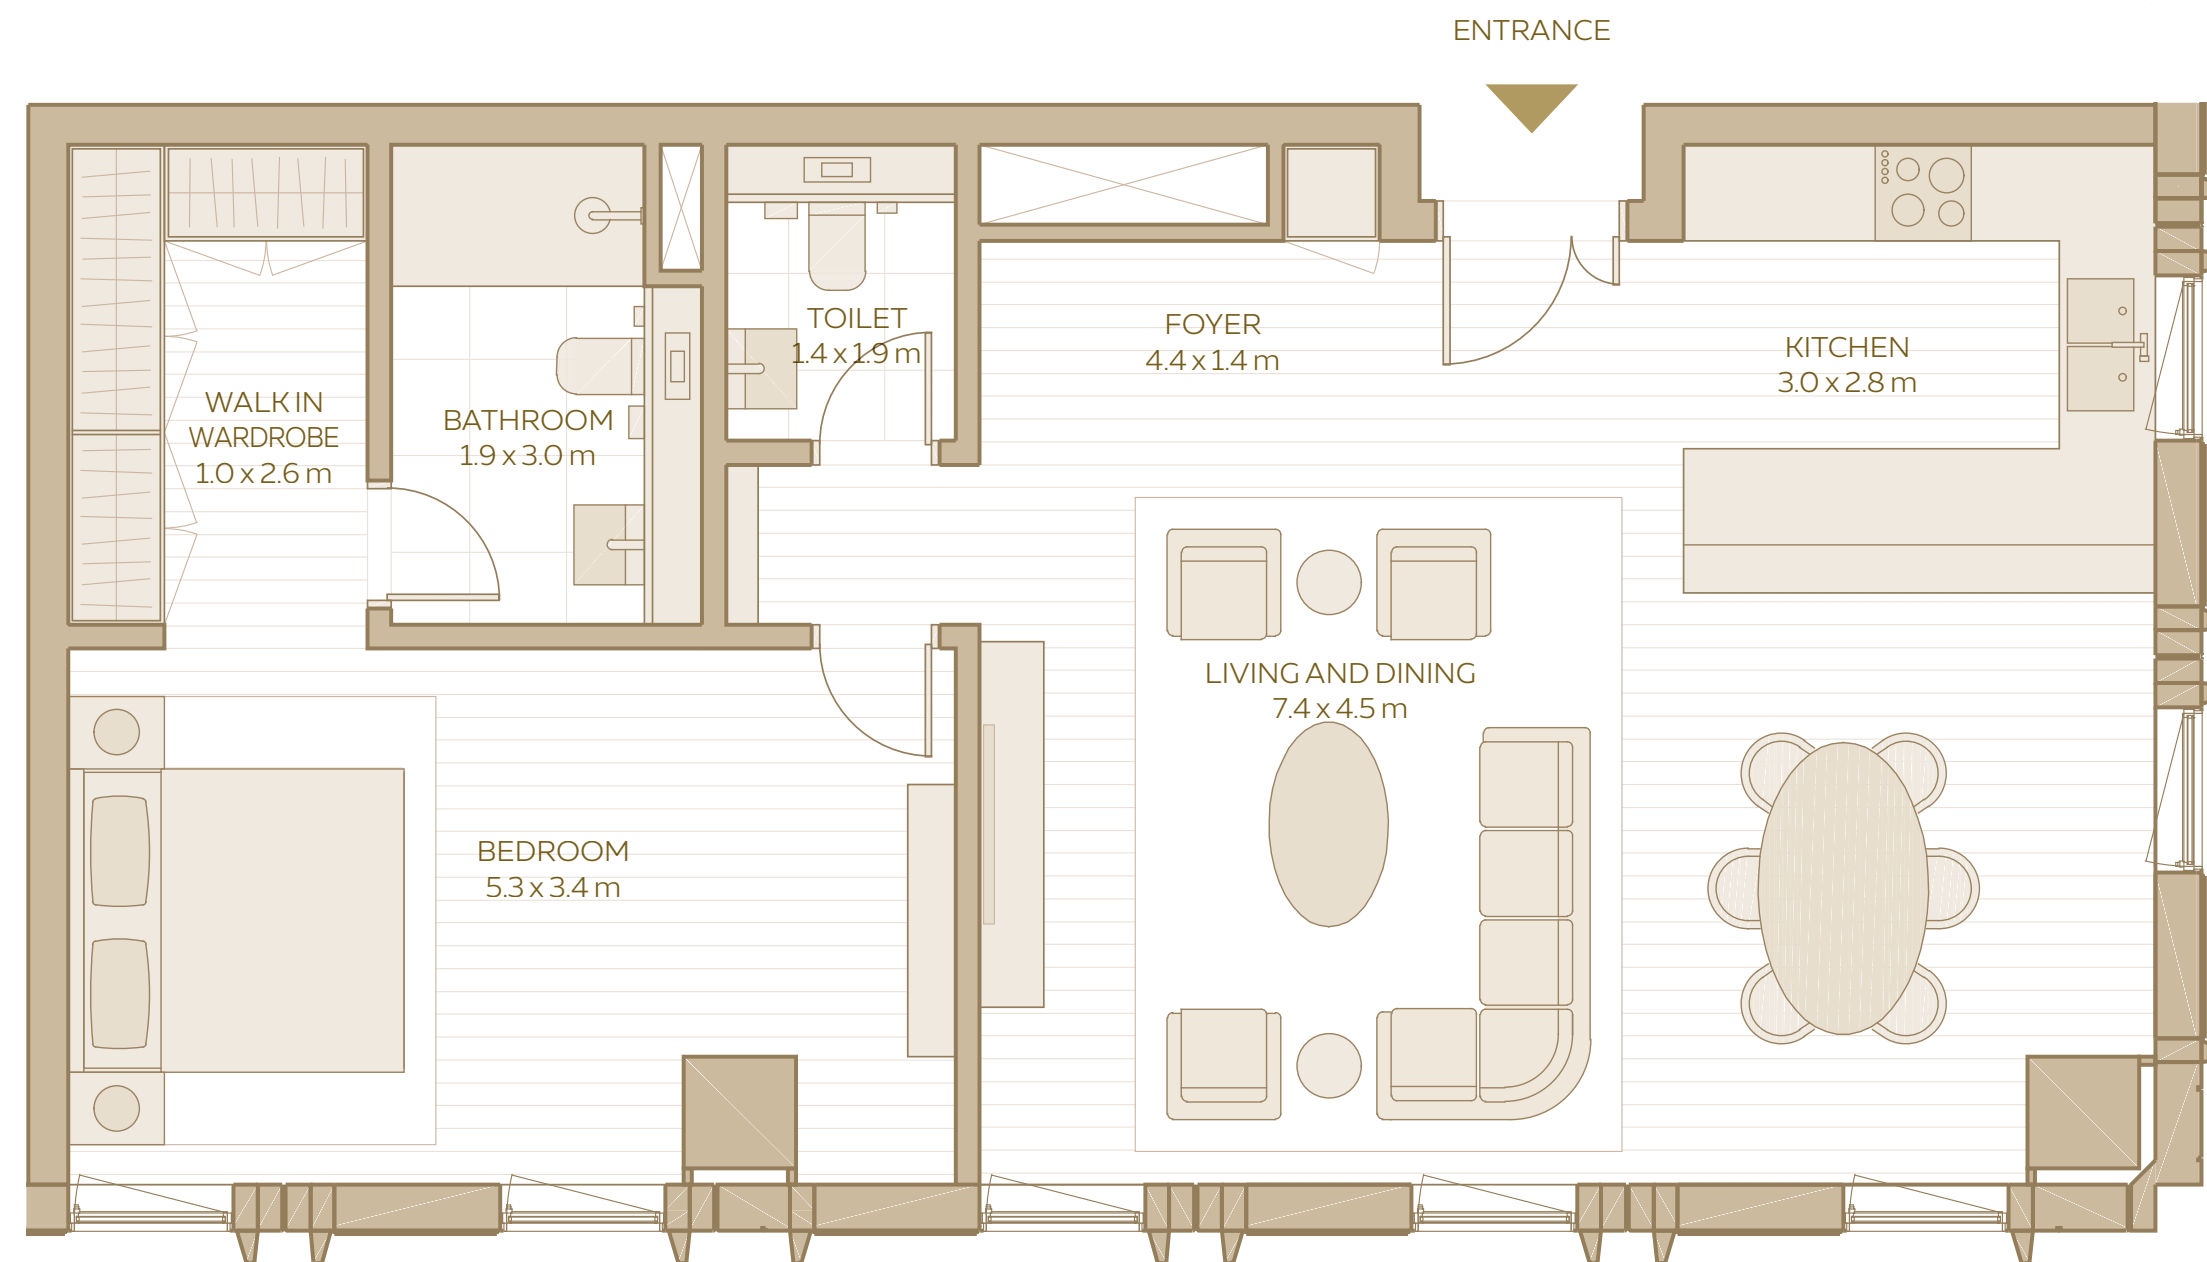 ENTRANCE
TOILET
1.4 x 1.9 m
FOYER
4.4 x 1.4 m
KITCHEN
3.0 x 2.8 m
WALK IN
WARDROBE
1.0 x 2.6 m
BATHROOM
1.9 x 3.0 m
LIVING AND DINING
7.4 x 4.5 m
BEDROOM
5.3 x 3.4 m